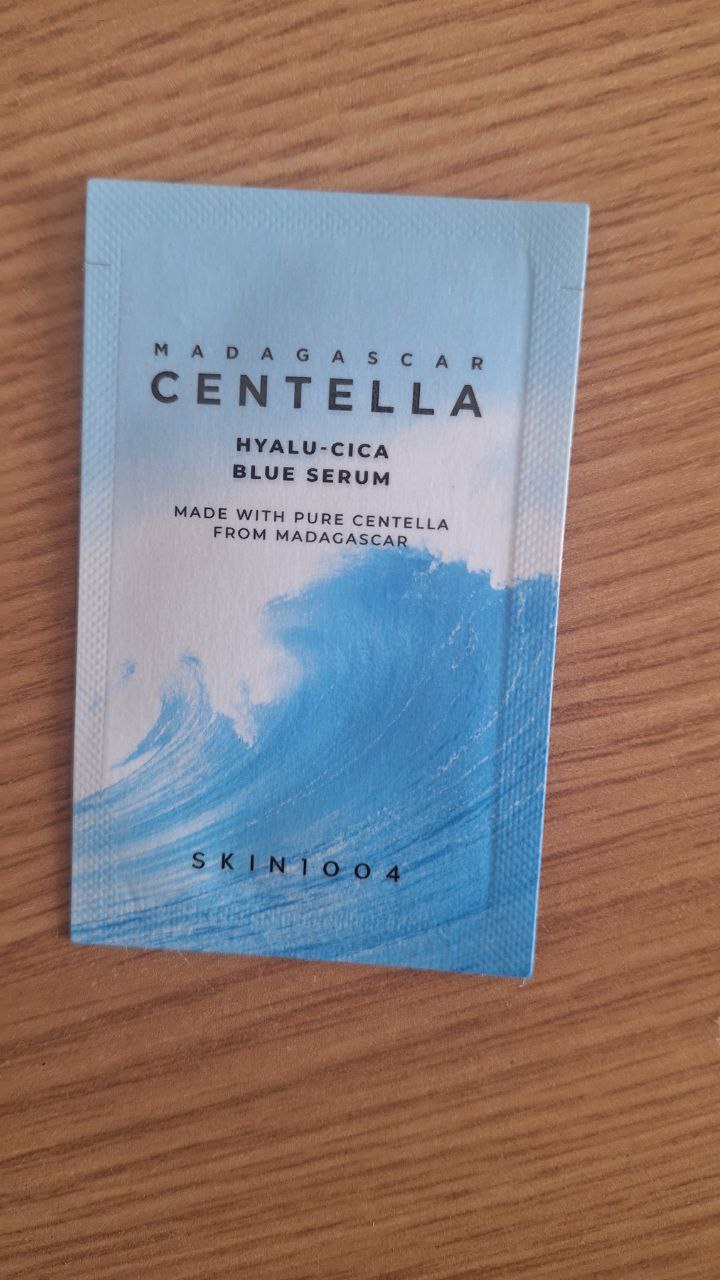 MADAGASCAR
CENTELLA
HYALU-CICA
BLUE SERUM
MADE WITH PURE CENTELLA
FROM MADAGASCAR
SKIN1004